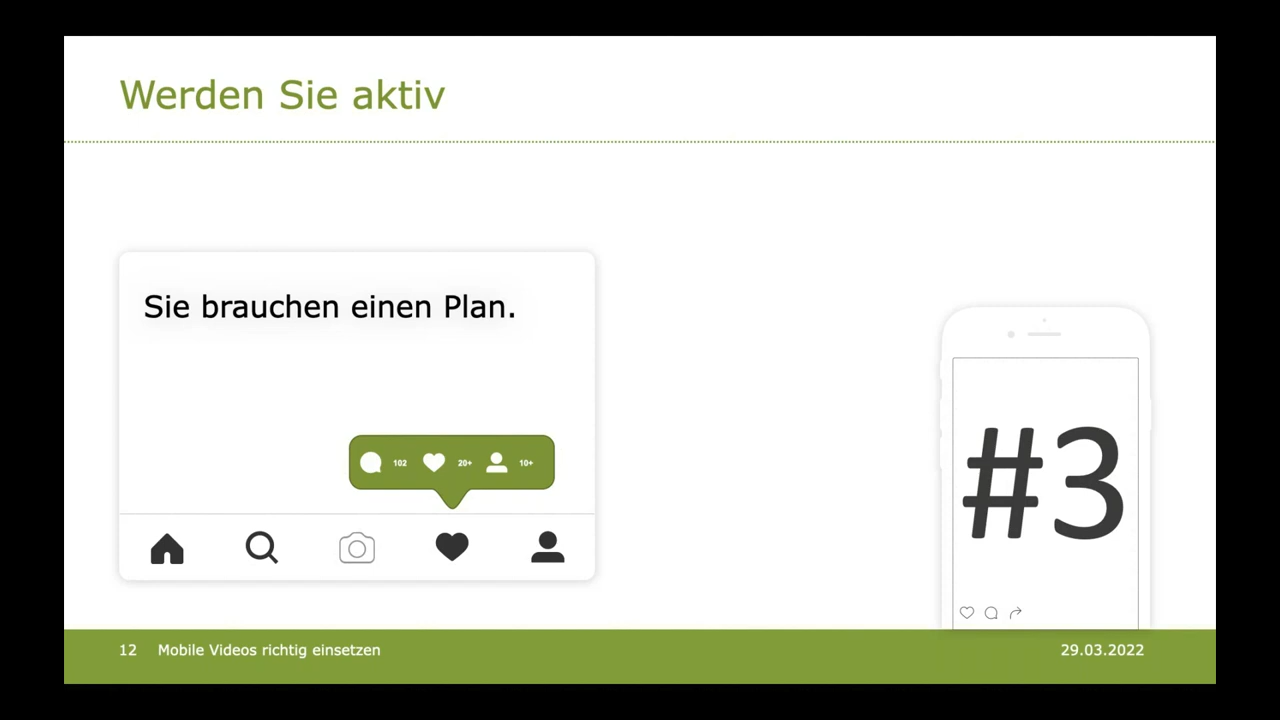 Werden Sie aktiv
Sie brauchen einen Plan.
102 20+ 10+
#3
12 Mobile Videos richtig einsetzen 29.03.2022